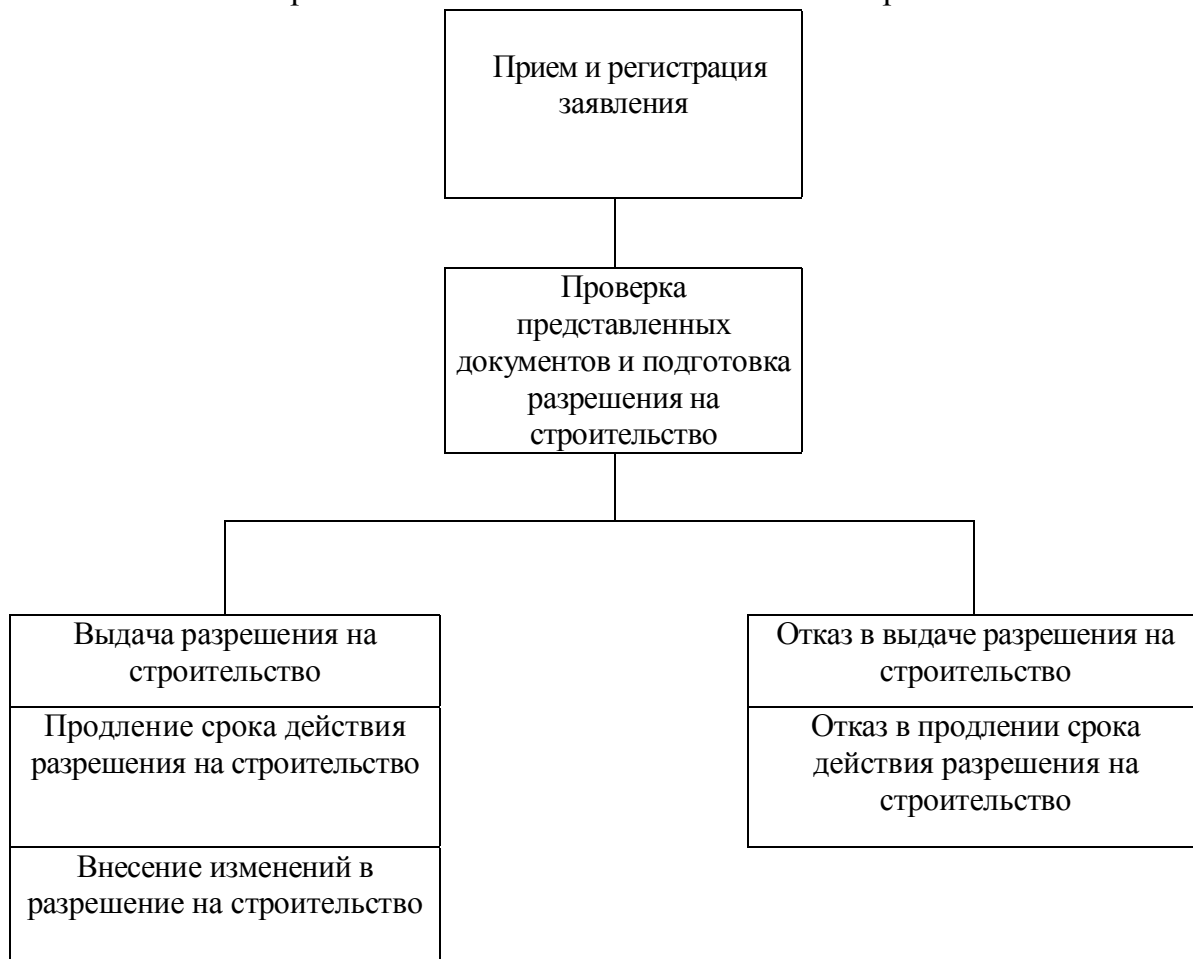 Прием и регистрация
заявления
Проверка
представленных
документов и подготовка
разрешения на
строительство
Выдача разрешения на
строительство
Продление срока действия
разрешения на строительство
Внесение изменений в
разрешение на строительство
Отказ в выдаче разрешения на
строительство
Отказ в продлении срока
действия разрешения на
строительство